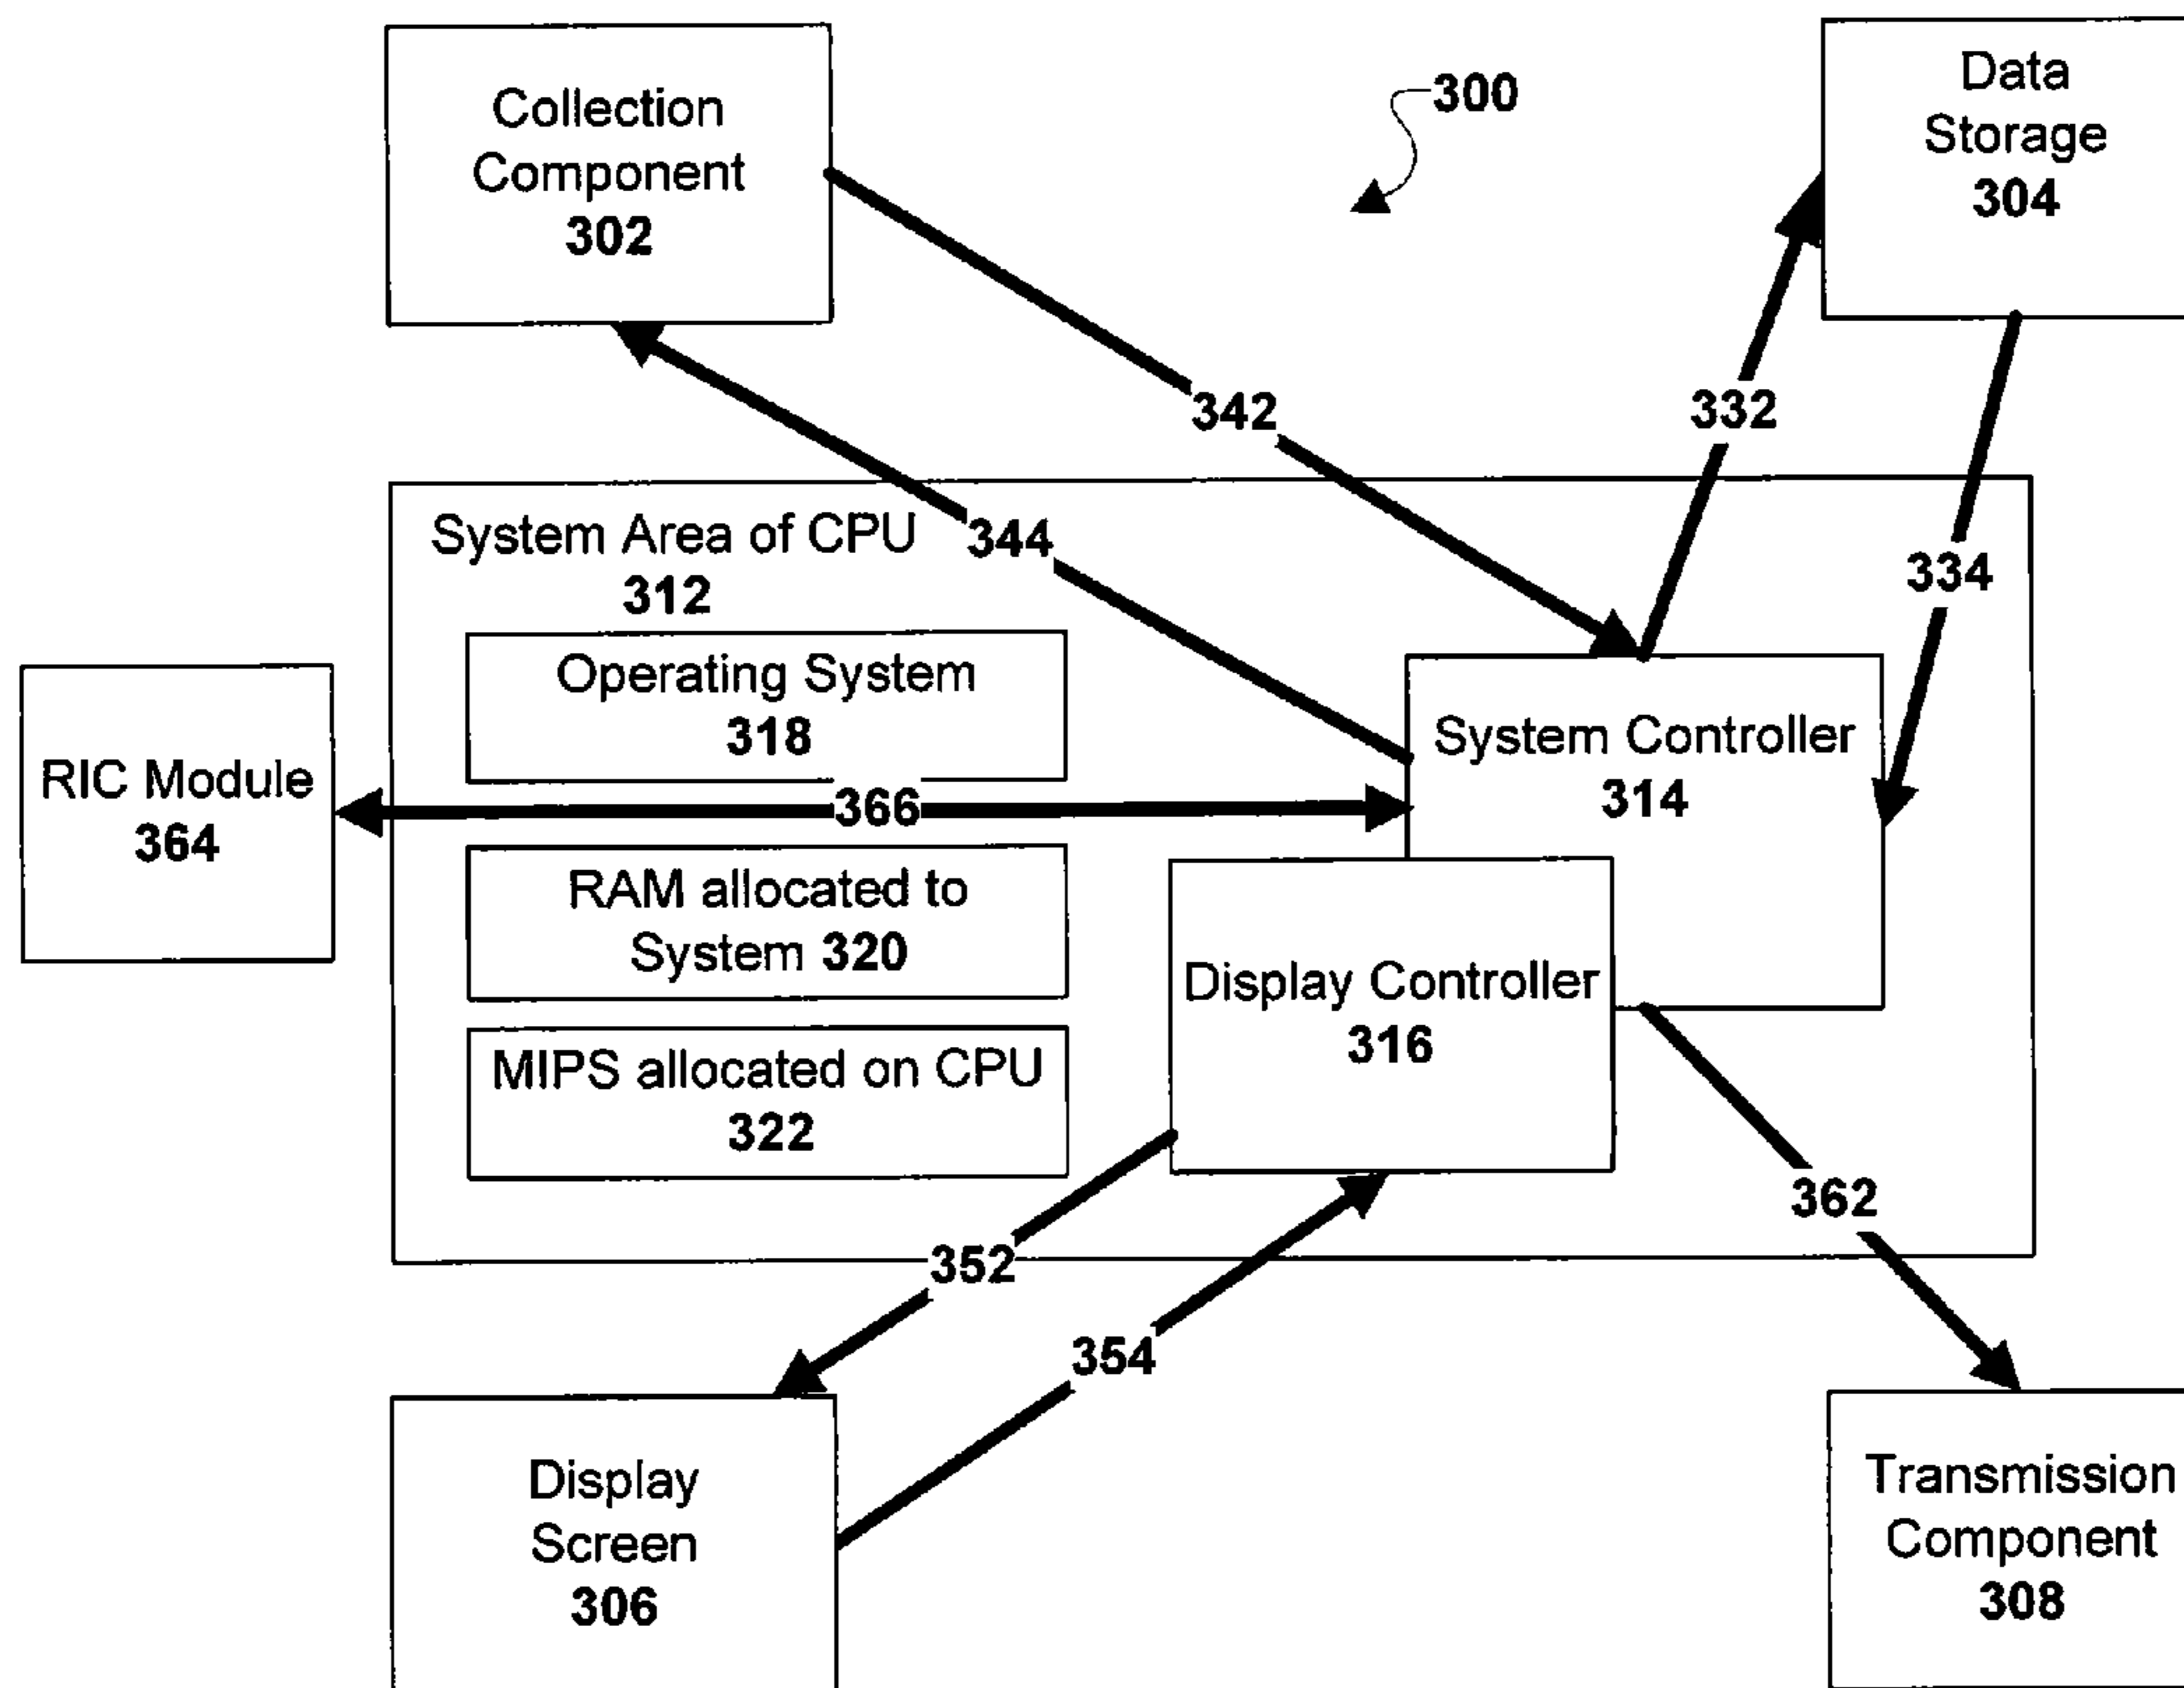 Collection
Component
302
300
Data
Storage
304
342
332
334
System Area of CPU
312
344
Operating System
318
System Controller
314
RIC Module
364
366
RAM allocated to
System 320
Display Controller
316
MIPS allocated on CPU
322
362
352
354
Display
Screen
306
Transmission
Component
308